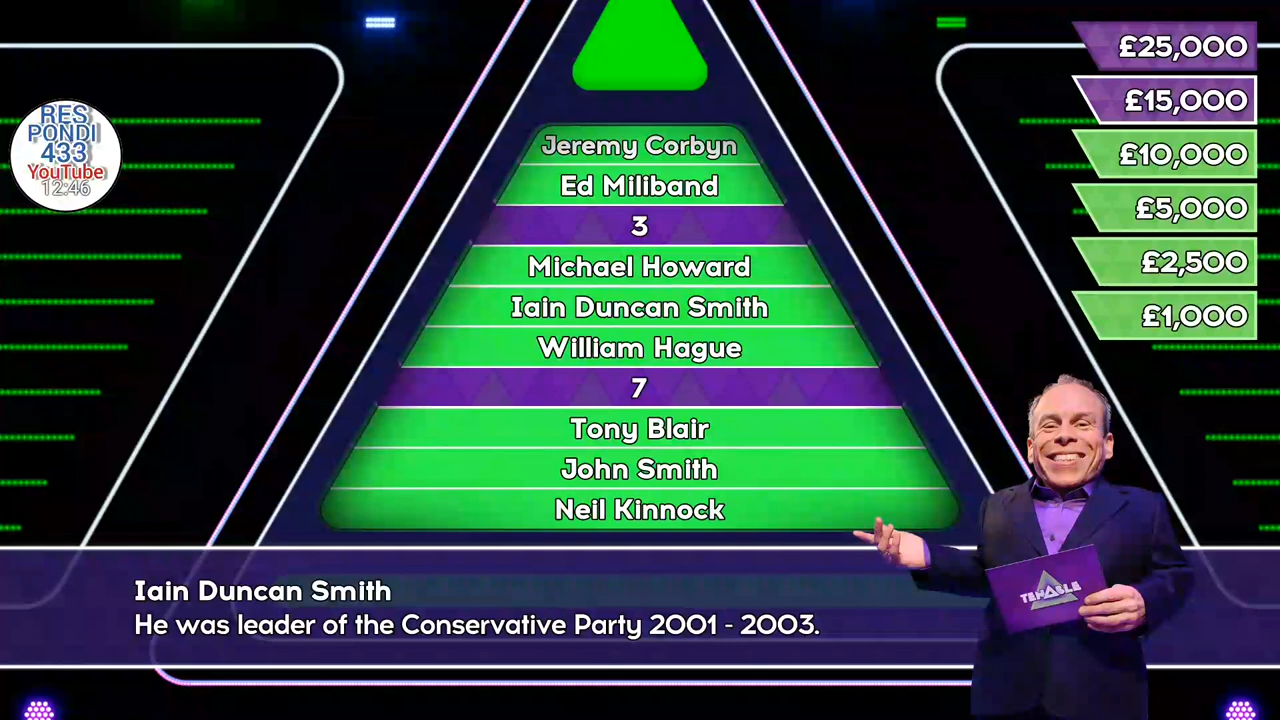 RES
PONDI
433
YouTube
12:46
£25,000
£15,000
£10,000
£5,000
£2,500
£1,000
Jeremy Corbyn
Ed Miliband
3
Michael Howard
Iain Duncan Smith
William Hague
7
Tony Blair
John Smith
Neil Kinnock
TENABLE
Iain Duncan Smith
He was leader of the Conservative Party 2001 - 2003.